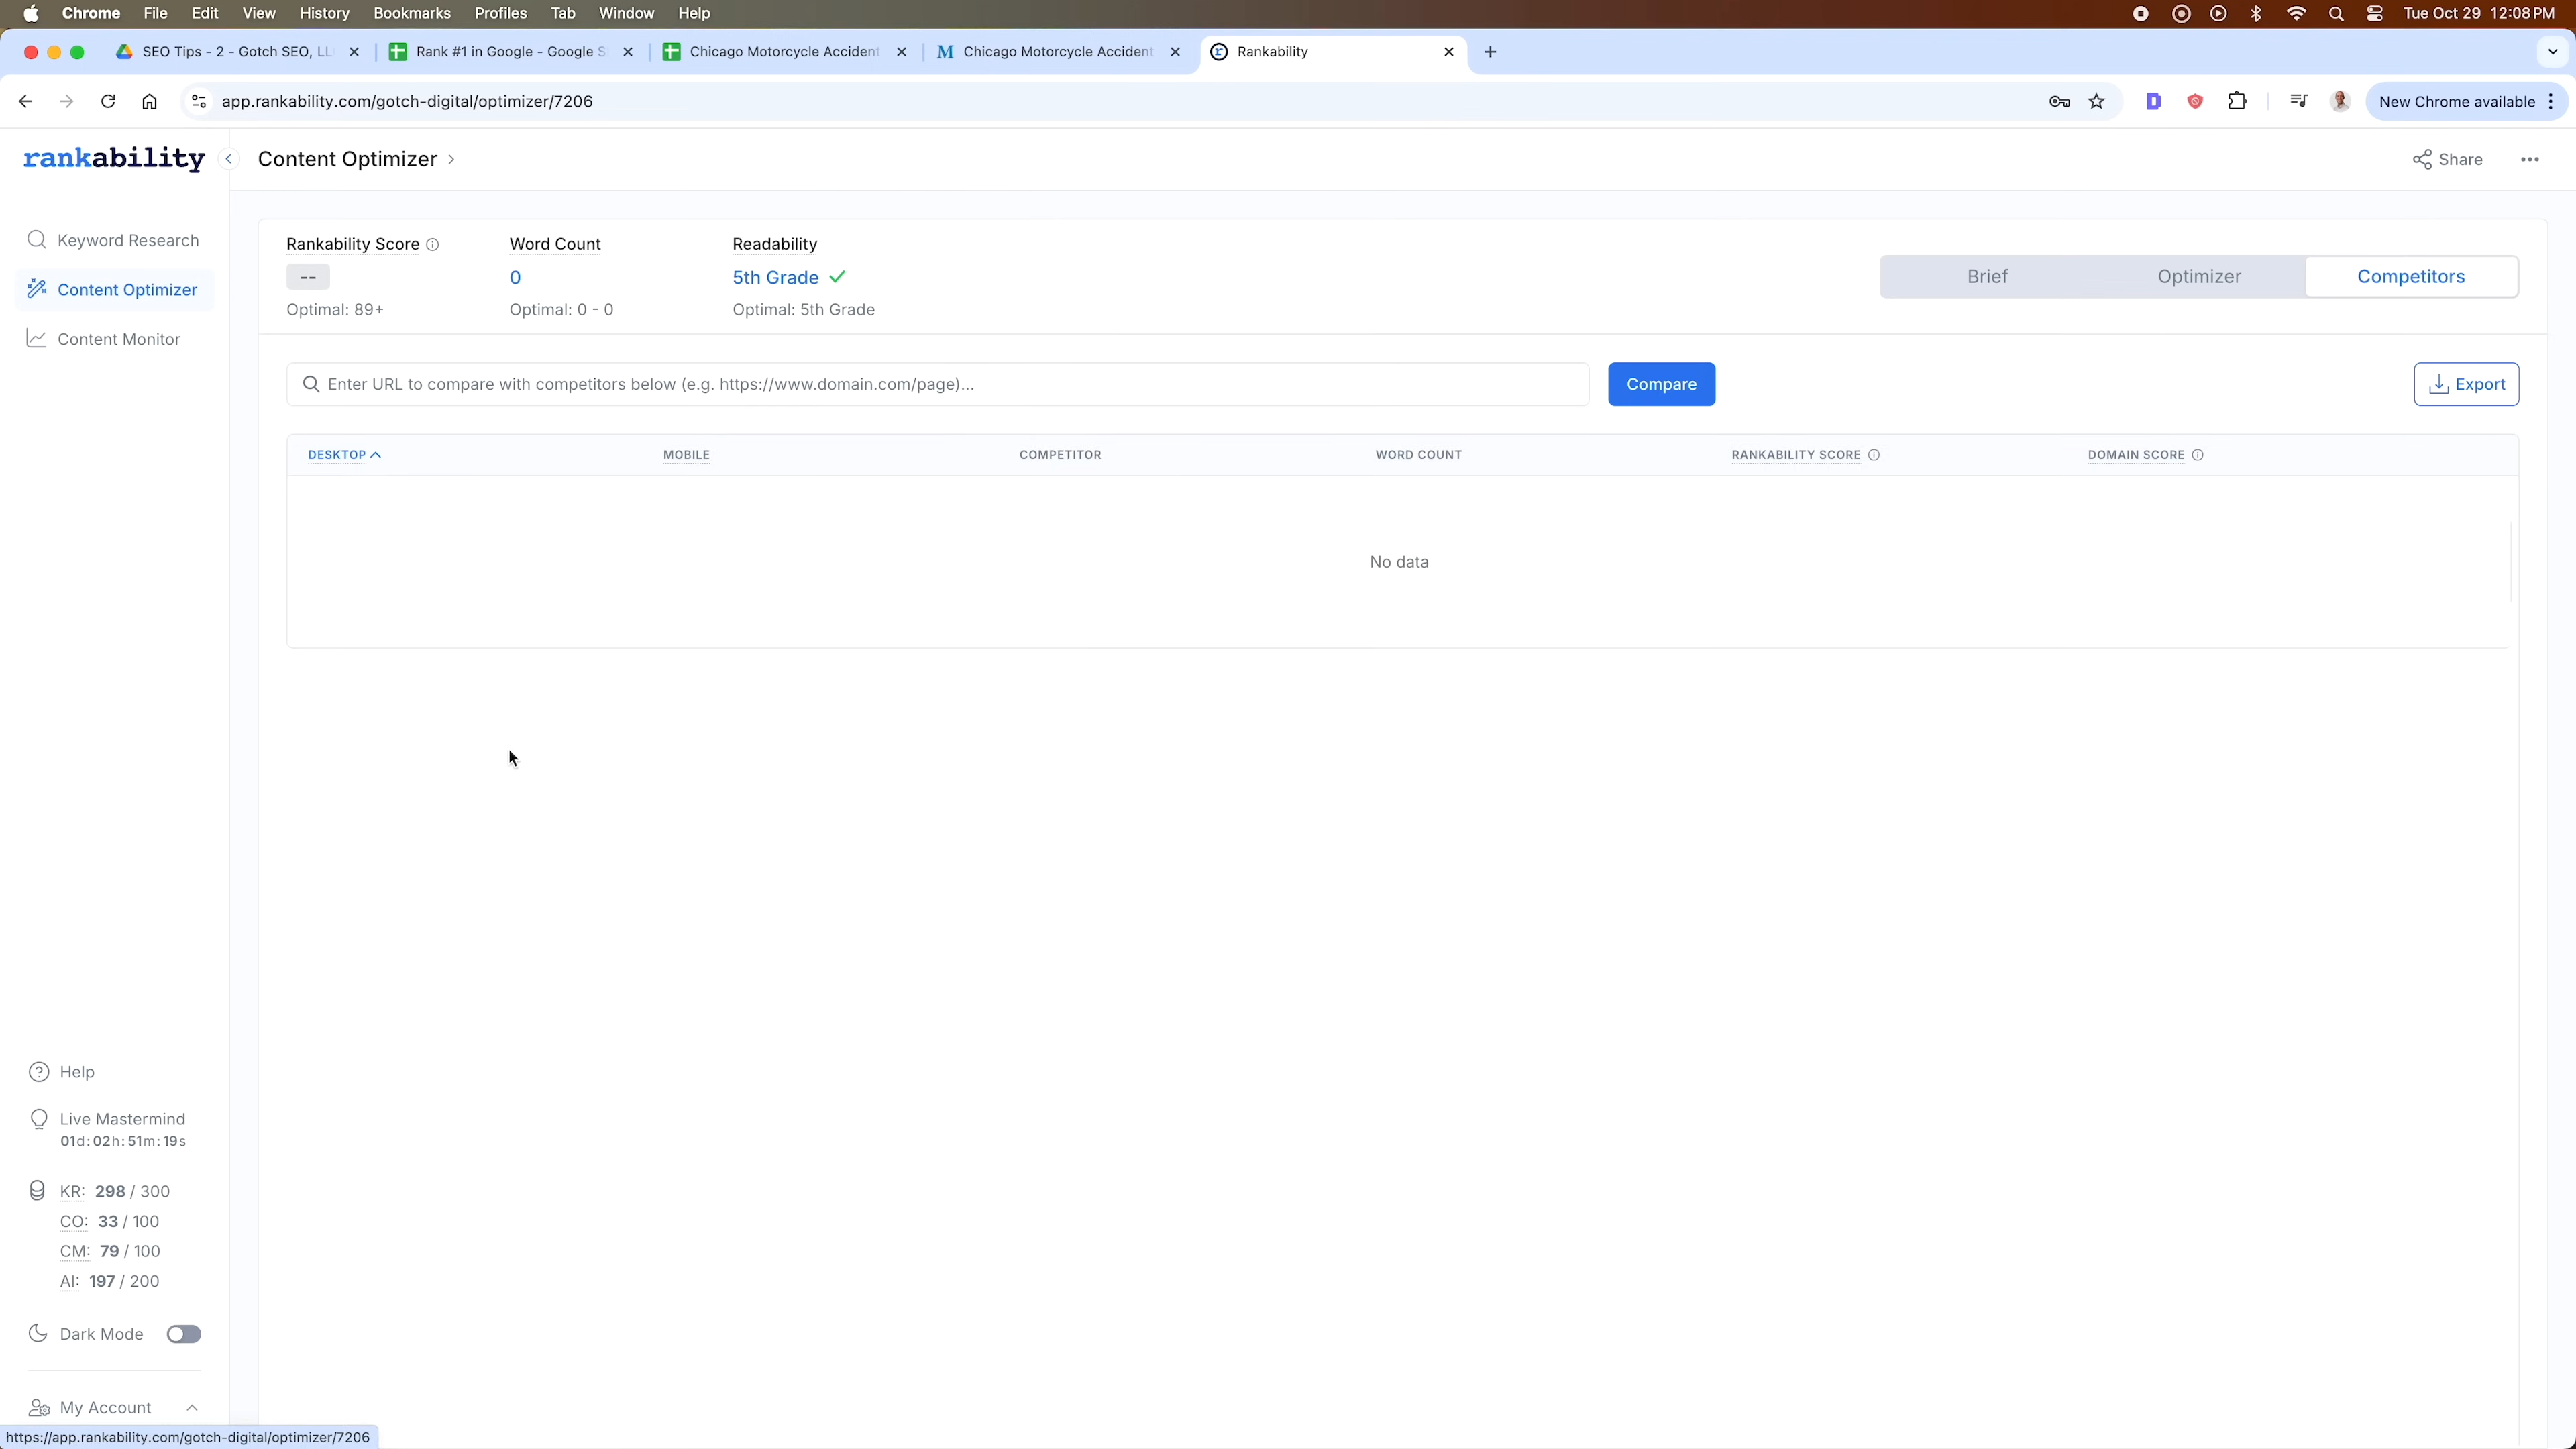 Chrome File Edit View History Bookmarks Profiles Tab Window Help Tue Oct 29 12:08 PM
SEO Tips - 2 - Gotch SEO, LL
Rank #1 in Google - Google S
Chicago Motorcycle Accident
M Chicago Motorcycle Accident
r Rankability
app.rankability.com/gotch-digital/optimizer/7206
New Chrome available
rankability
Content Optimizer
Share
Keyword Research
Content Optimizer
Content Monitor
Rankability Score
--
Optimal: 89+
Word Count
0
Optimal: 0 - 0
Readability
5th Grade
Optimal: 5th Grade
Brief Optimizer Competitors
Enter URL to compare with competitors below (e.g. https://www.domain.com/page)...
Compare
Export
DESKTOP MOBILE COMPETITOR WORD COUNT RANKABILITY SCORE DOMAIN SCORE
No data
Help
Live Mastermind
01d:02h:51m:19s
KR: 298 / 300
CO: 33 / 100
CM: 79 / 100
AI: 197 / 200
Dark Mode
My Account
https://app.rankability.com/gotch-digital/optimizer/7206